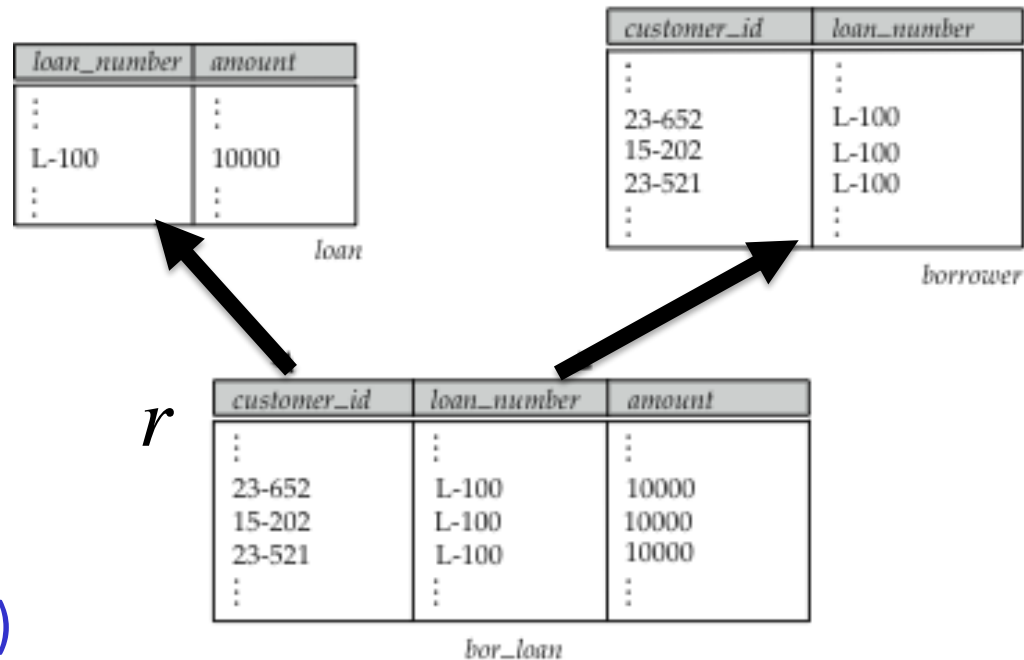 loan_number amount
⋮ ⋮
L-100 10000
⋮ ⋮
loan
customer_id loan_number
⋮ ⋮
23-652 L-100
15-202 L-100
23-521 L-100
⋮ ⋮
borrower
r
customer_id loan_number amount
⋮ ⋮ ⋮
23-652 L-100 10000
15-202 L-100 10000
23-521 L-100 10000
⋮ ⋮ ⋮
)
bor_loan